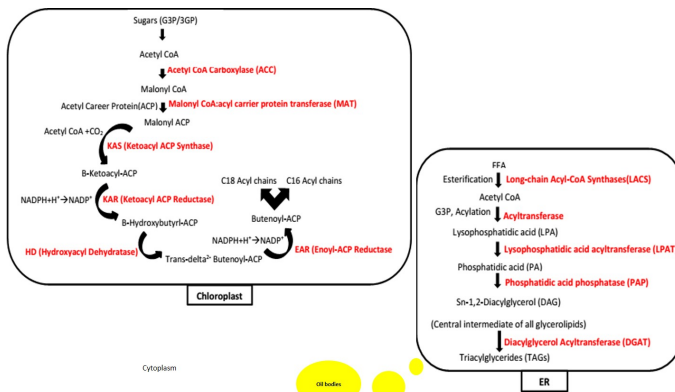 Sugars (G3P/3GP)
Acetyl CoA
Acetyl CoA Carboxylase (ACC)
Malonyl CoA
Acetyl Career Protein(ACP)
Malonyl CoA:acyl carrier protein transferase (MAT)
Malonyl ACP
Acetyl CoA +CO₂
KAS (Ketoacyl ACP Synthase)
B-Ketoacyl-ACP
NADPH+H⁺→NADP⁺
KAR (Ketoacyl ACP Reductase)
B-Hydroxybutyrl-ACP
HD (Hydroxyacyl Dehydratase)
Trans-delta²⁻ Butenoyl-ACP
EAR (Enoyl-ACP Reductase
NADPH+H⁺→NADP⁺
Butenoyl-ACP
C18 Acyl chains
C16 Acyl chains
Chloroplast
FFA
Esterification
Long-chain Acyl-CoA Synthases(LACS)
Acetyl CoA
G3P, Acylation
Acyltransferase
Lysophosphatidic acid (LPA)
Lysophosphatidic acid acyltransferase (LPAT)
Phosphatidic acid (PA)
Phosphatidic acid phosphatase (PAP)
Sn-1,2-Diacylglycerol (DAG)
(Central intermediate of all glycerolipids)
Diacylglycerol Acyltransferase (DGAT)
Triacylglycerides (TAGs)
ER
Cytoplasm
Oil bodies